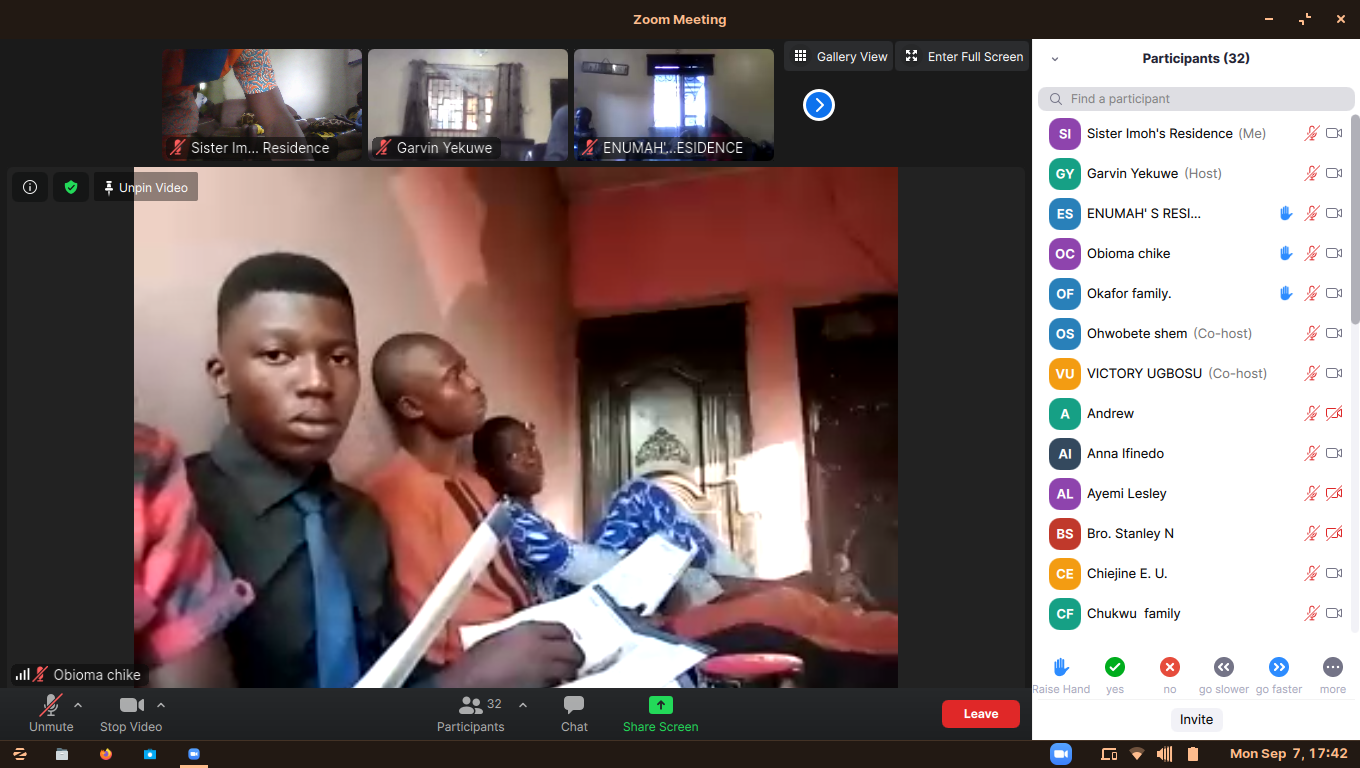 Zoom Meeting
Sister Im... Residence
Garvin Yekuwe
ENUMAH'...ESIDENCE
Gallery View
Enter Full Screen
Unpin Video
Obioma chike
Participants (32)
Find a participant
SI Sister Imoh's Residence (Me)
GY Garvin Yekuwe (Host)
ES ENUMAH' S RESI...
OC Obioma chike
OF Okafor family.
OS Ohwobete shem (Co-host)
VU VICTORY UGBOSU (Co-host)
A Andrew
AI Anna Ifinedo
AL Ayemi Lesley
BS Bro. Stanley N
CE Chiejine E. U.
CF Chukwu family
Raise Hand yes no go slower go faster more
Invite
Unmute
Stop Video
32
Participants
Chat
Share Screen
Leave
Mon Sep 7, 17:42